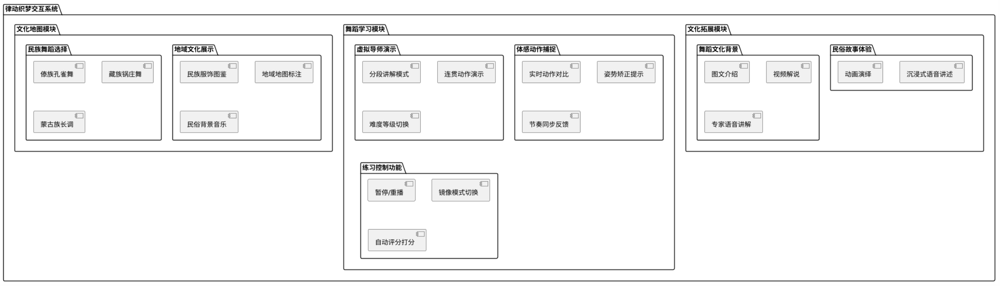 律动织梦交互系统
文化地图模块
民族舞蹈选择
傣族孔雀舞
藏族锅庄舞
蒙古族长调
地域文化展示
民族服饰图鉴
地域地图标注
民俗背景音乐
舞蹈学习模块
虚拟导师演示
分段讲解模式
连贯动作演示
难度等级切换
体感动作捕捉
实时动作对比
姿势矫正提示
节奏同步反馈
练习控制功能
暂停/重播
镜像模式切换
自动评分打分
文化拓展模块
舞蹈文化背景
图文介绍
视频解说
专家语音讲解
民俗故事体验
动画演绎
沉浸式语音讲述